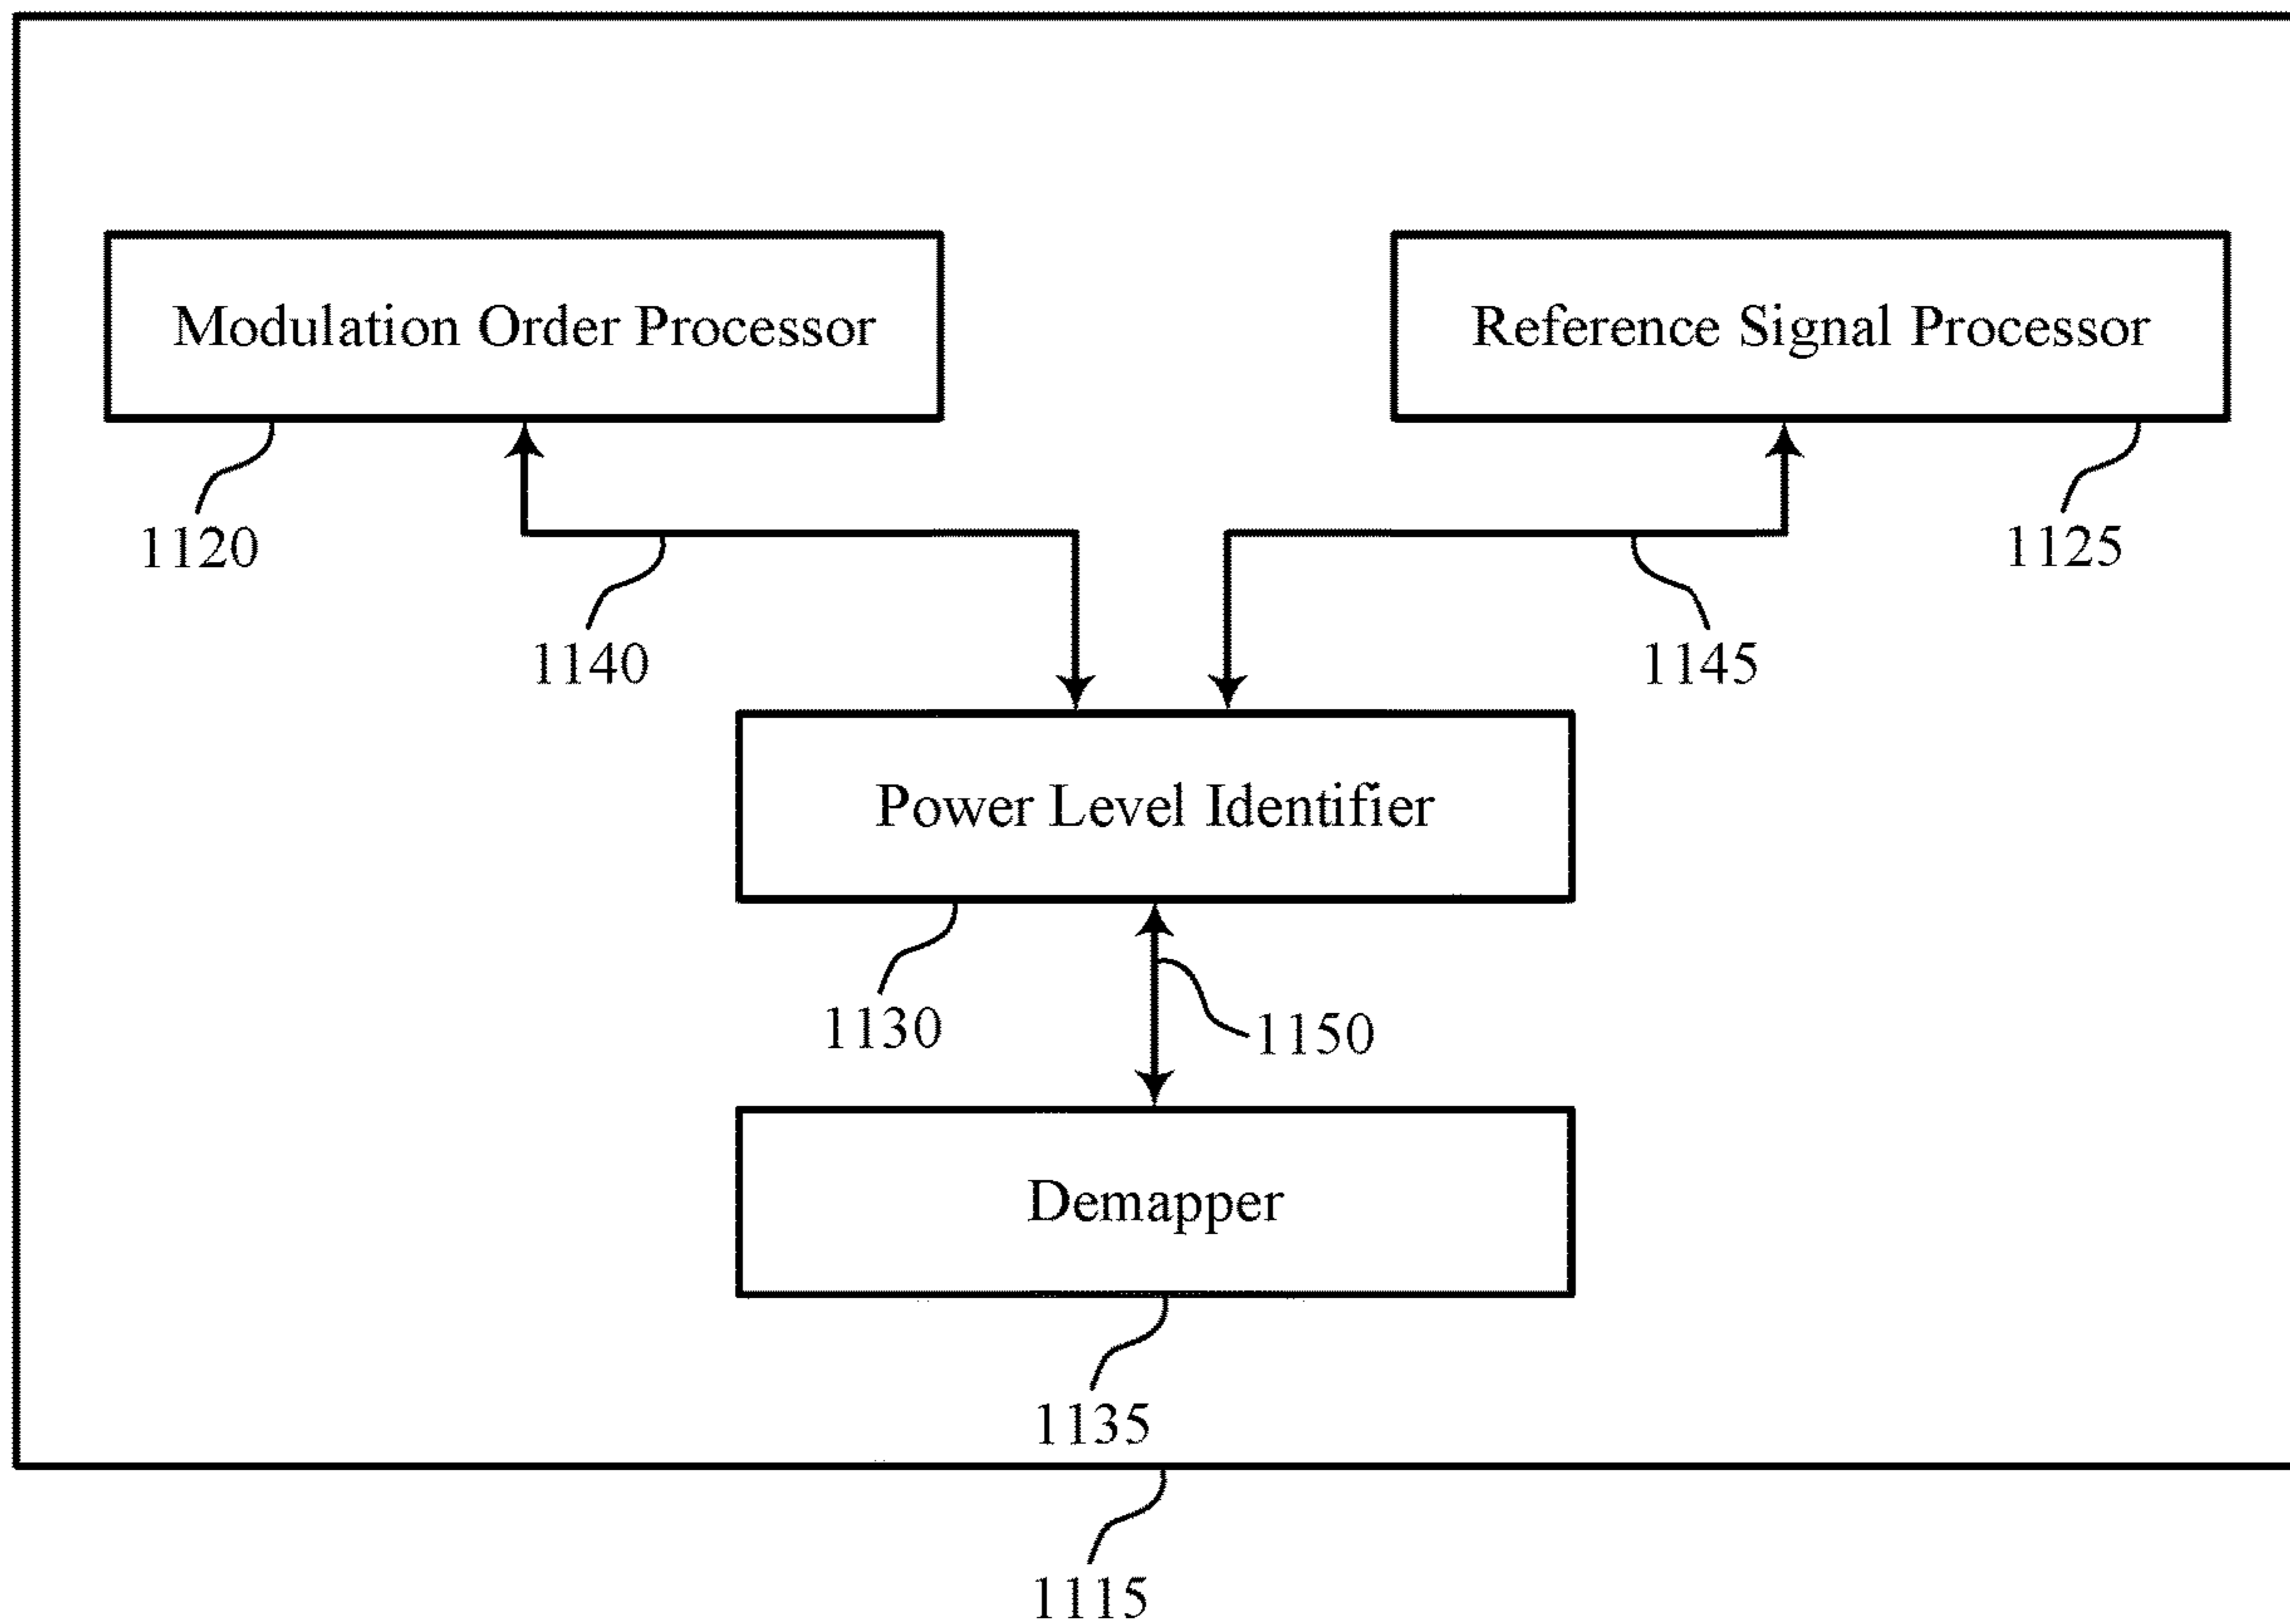 Modulation Order Processor
Reference Signal Processor
1120
1125
1140
1145
Power Level Identifier
1130
1150
Demapper
1135
1115